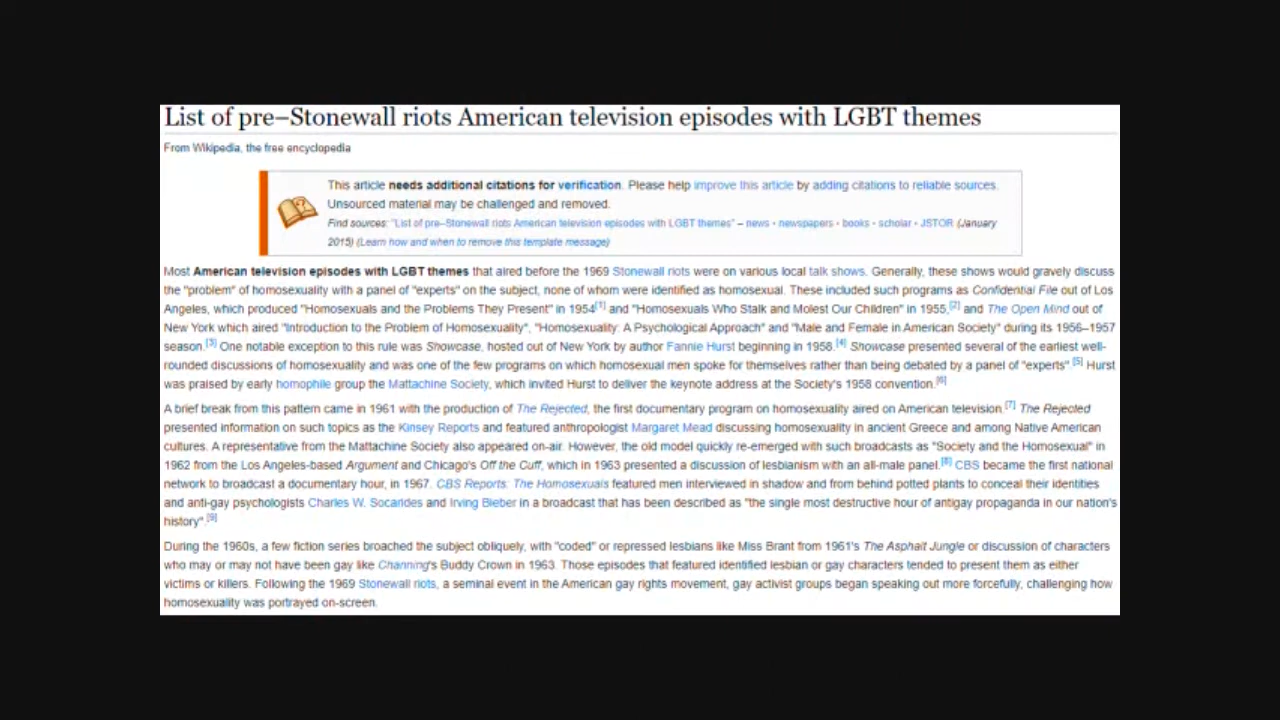 List of pre–Stonewall riots American television episodes with LGBT themes
From Wikipedia, the free encyclopedia
This article needs additional citations for verification. Please help improve this article by adding citations to reliable sources.
Unsourced material may be challenged and removed.
Find sources: "List of pre–Stonewall riots American television episodes with LGBT themes" – news · newspapers · books · scholar · JSTOR (January
2015) (Learn how and when to remove this template message)
Most American television episodes with LGBT themes that aired before the 1969 Stonewall riots were on various local talk shows. Generally, these shows would gravely discuss
the "problem" of homosexuality with a panel of "experts" on the subject, none of whom were identified as homosexual. These included such programs as Confidential File out of Los
Angeles, which produced "Homosexuals and the Problems They Present" in 1954[1] and "Homosexuals Who Stalk and Molest Our Children" in 1955,[2] and The Open Mind out of
New York which aired "Introduction to the Problem of Homosexuality", "Homosexuality: A Psychological Approach" and "Male and Female in American Society" during its 1956–1957
season.[3] One notable exception to this rule was Showcase, hosted out of New York by author Fannie Hurst beginning in 1958.[4] Showcase presented several of the earliest well-
rounded discussions of homosexuality and was one of the few programs on which homosexual men spoke for themselves rather than being debated by a panel of "experts".[5] Hurst
was praised by early homophile group the Mattachine Society, which invited Hurst to deliver the keynote address at the Society's 1958 convention.[6]
A brief break from this pattern came in 1961 with the production of The Rejected, the first documentary program on homosexuality aired on American television.[7] The Rejected
presented information on such topics as the Kinsey Reports and featured anthropologist Margaret Mead discussing homosexuality in ancient Greece and among Native American
cultures. A representative from the Mattachine Society also appeared on-air. However, the old model quickly re-emerged with such broadcasts as "Society and the Homosexual" in
1962 from the Los Angeles-based Argument and Chicago's Off the Cuff, which in 1963 presented a discussion of lesbianism with an all-male panel.[8] CBS became the first national
network to broadcast a documentary hour, in 1967. CBS Reports: The Homosexuals featured men interviewed in shadow and from behind potted plants to conceal their identities
and anti-gay psychologists Charles W. Socarides and Irving Bieber in a broadcast that has been described as "the single most destructive hour of antigay propaganda in our nation's
history".[9]
During the 1960s, a few fiction series broached the subject obliquely, with "coded" or repressed lesbians like Miss Brant from 1961's The Asphalt Jungle or discussion of characters
who may or may not have been gay like Channing's Buddy Crown in 1963. Those episodes that featured identified lesbian or gay characters tended to present them as either
victims or killers. Following the 1969 Stonewall riots, a seminal event in the American gay rights movement, gay activist groups began speaking out more forcefully, challenging how
homosexuality was portrayed on-screen.